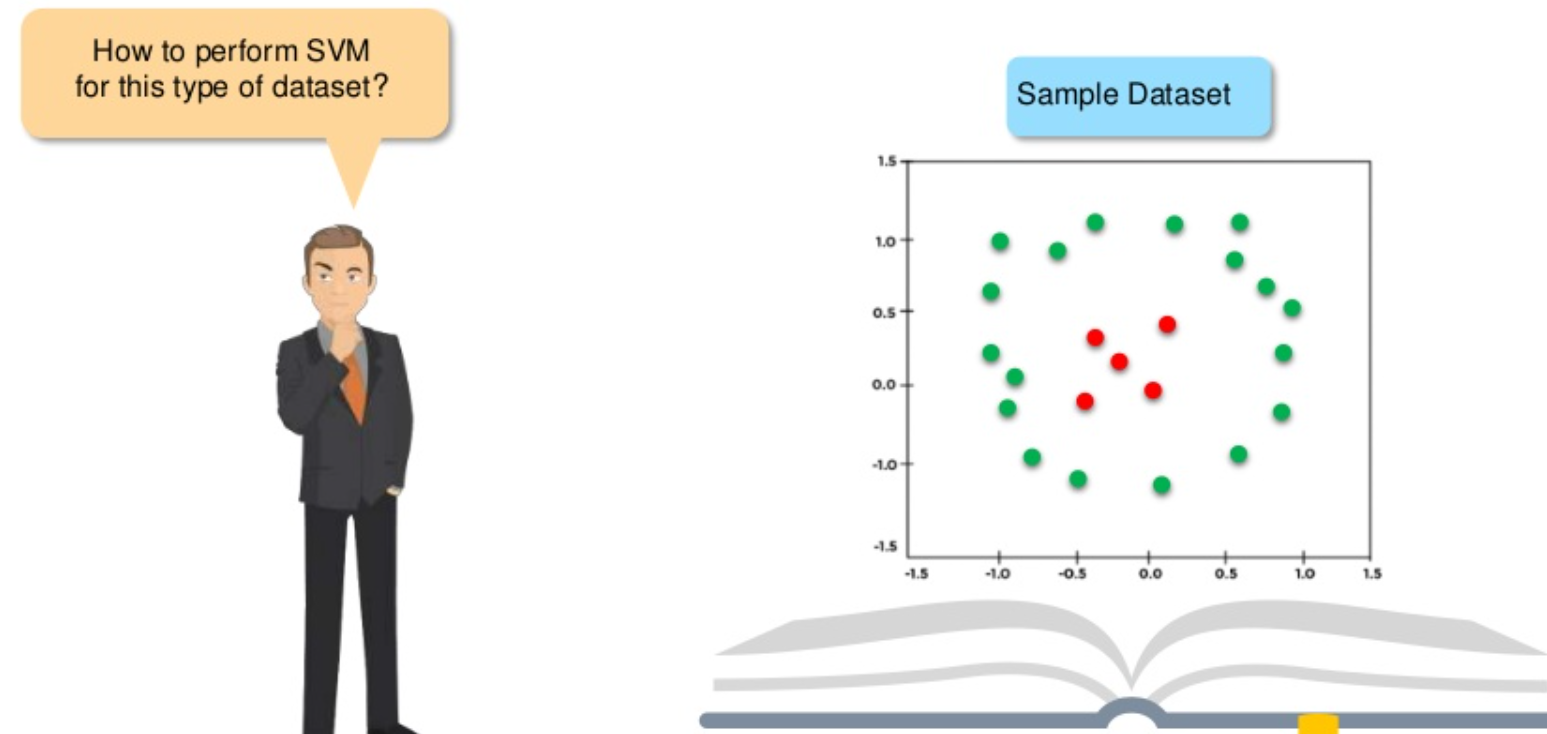 How to perform SVM
for this type of dataset?
Sample Dataset
1.5
1.0
0.5
0.0
-1.0
-1.5
-1.5 -1.0 -0.5 0.0 0.5 1.0 1.5